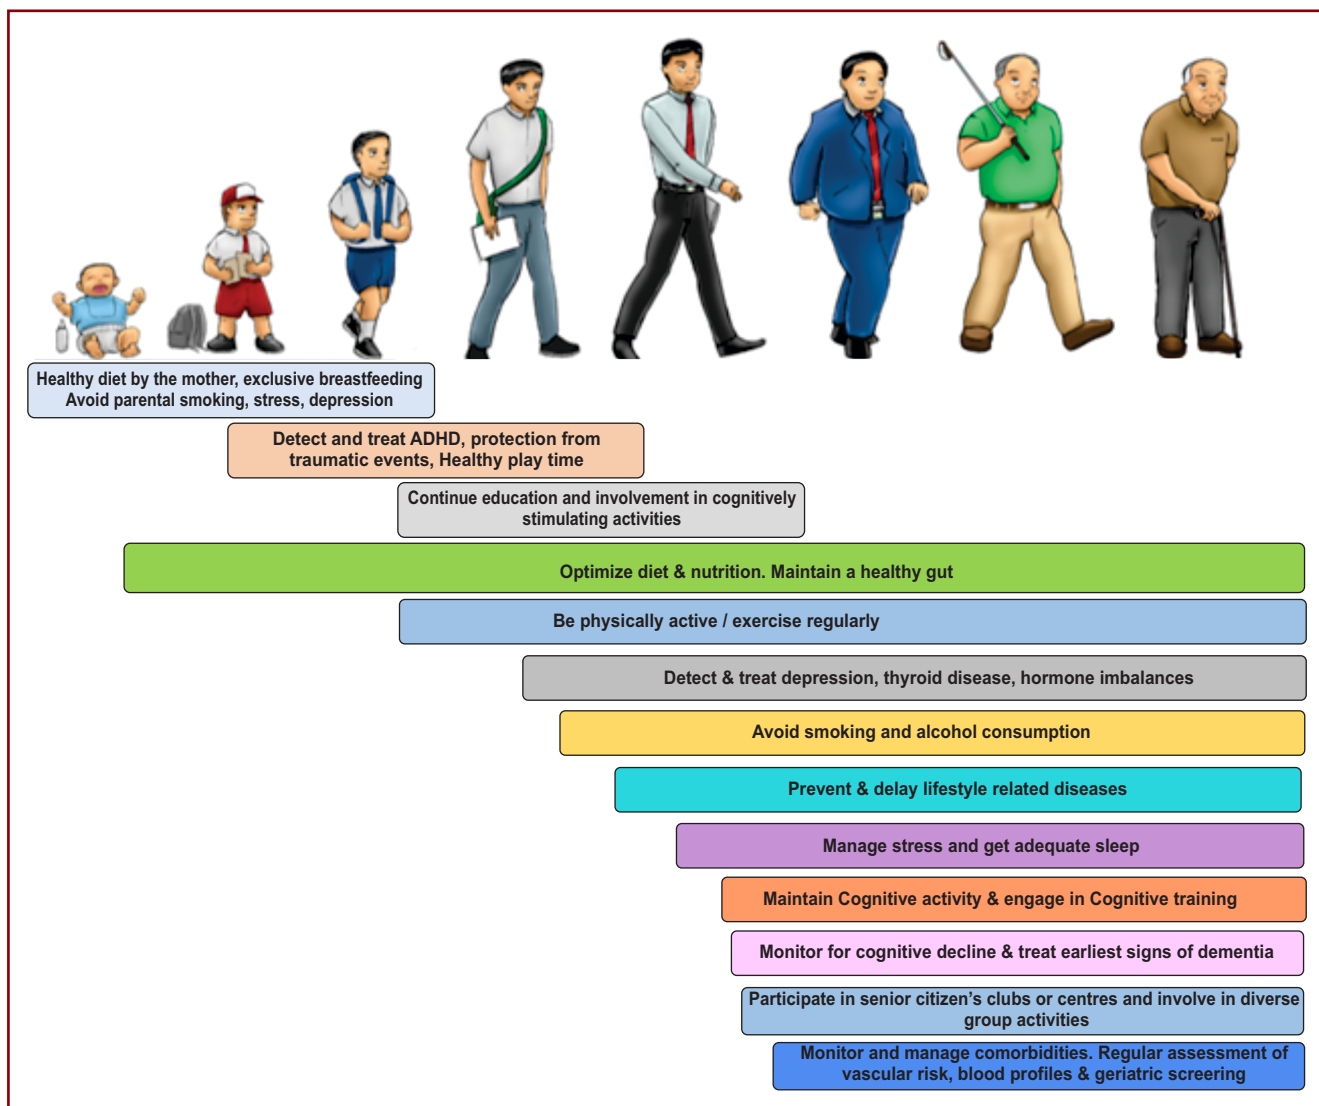 Healthy diet by the mother, exclusive breastfeeding
Avoid parental smoking, stress, depression
Detect and treat ADHD, protection from
traumatic events, Healthy play time
Continue education and involvement in cognitively
stimulating activities
Optimize diet & nutrition. Maintain a healthy gut
Be physically active / exercise regularly
Detect & treat depression, thyroid disease, hormone imbalances
Avoid smoking and alcohol consumption
Prevent & delay lifestyle related diseases
Manage stress and get adequate sleep
Maintain Cognitive activity & engage in Cognitive training
Monitor for cognitive decline & treat earliest signs of dementia
Participate in senior citizen’s clubs or centres and involve in diverse
group activities
Monitor and manage comorbidities. Regular assessment of
vascular risk, blood profiles & geriatric screering